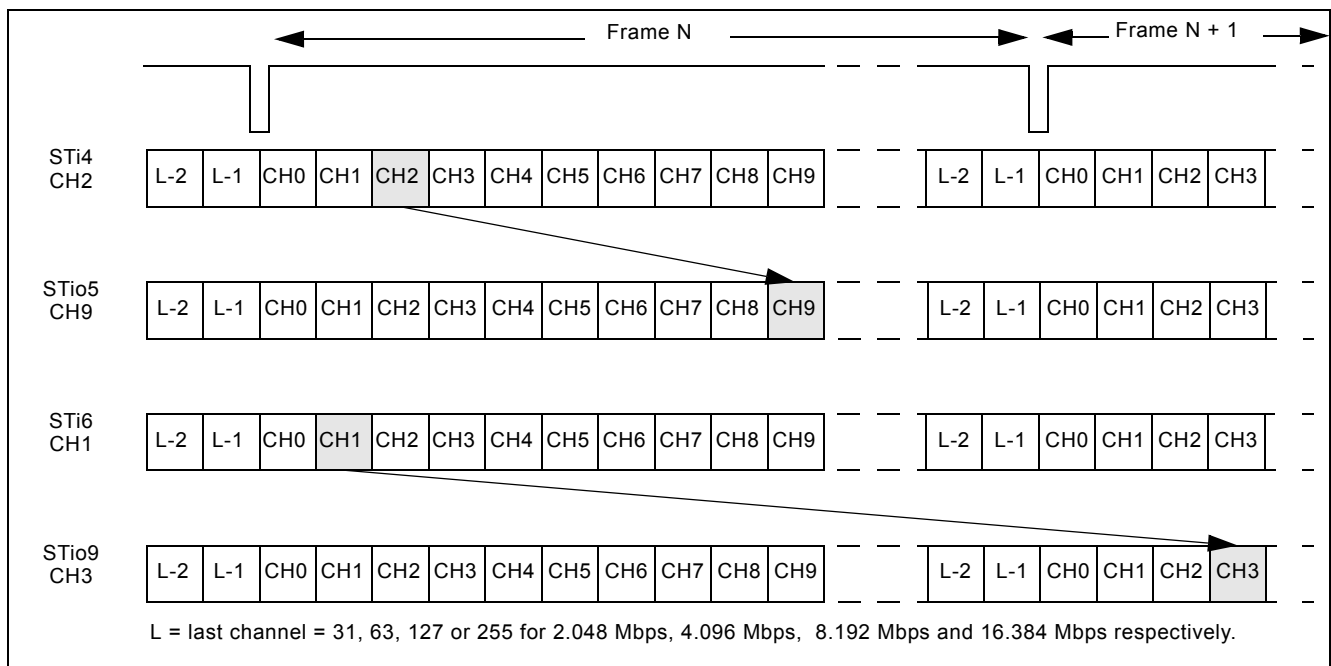 Frame N
Frame N + 1
STi4
CH2
L-2 L-1 CH0 CH1 CH2 CH3 CH4 CH5 CH6 CH7 CH8 CH9 L-2 L-1 CH0 CH1 CH2 CH3
STio5
CH9
L-2 L-1 CH0 CH1 CH2 CH3 CH4 CH5 CH6 CH7 CH8 CH9 L-2 L-1 CH0 CH1 CH2 CH3
STi6
CH1
L-2 L-1 CH0 CH1 CH2 CH3 CH4 CH5 CH6 CH7 CH8 CH9 L-2 L-1 CH0 CH1 CH2 CH3
STio9
CH3
L-2 L-1 CH0 CH1 CH2 CH3 CH4 CH5 CH6 CH7 CH8 CH9 L-2 L-1 CH0 CH1 CH2 CH3
L = last channel = 31, 63, 127 or 255 for 2.048 Mbps, 4.096 Mbps, 8.192 Mbps and 16.384 Mbps respectively.